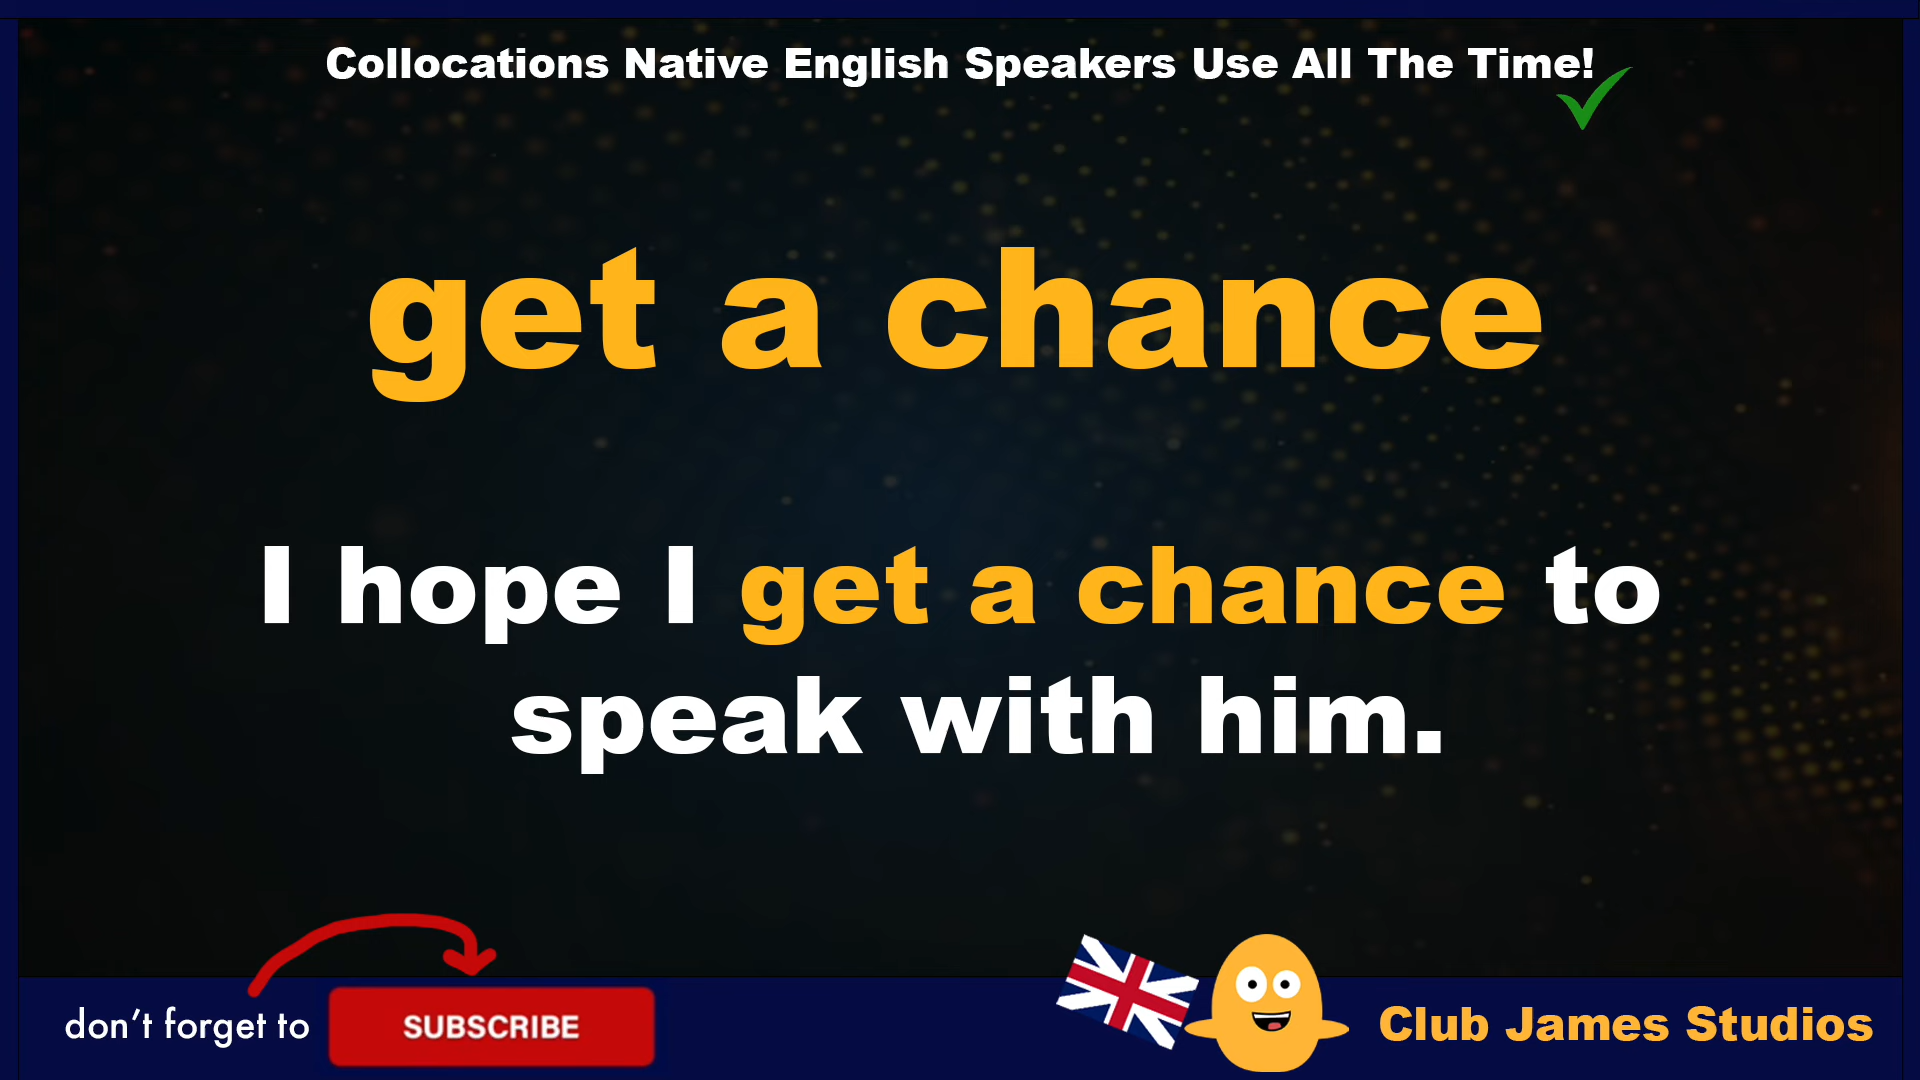 Collocations Native English Speakers Use All The Time!
get a chance
I hope I get a chance to
speak with him.
don't forget to
SUBSCRIBE
Club James Studios